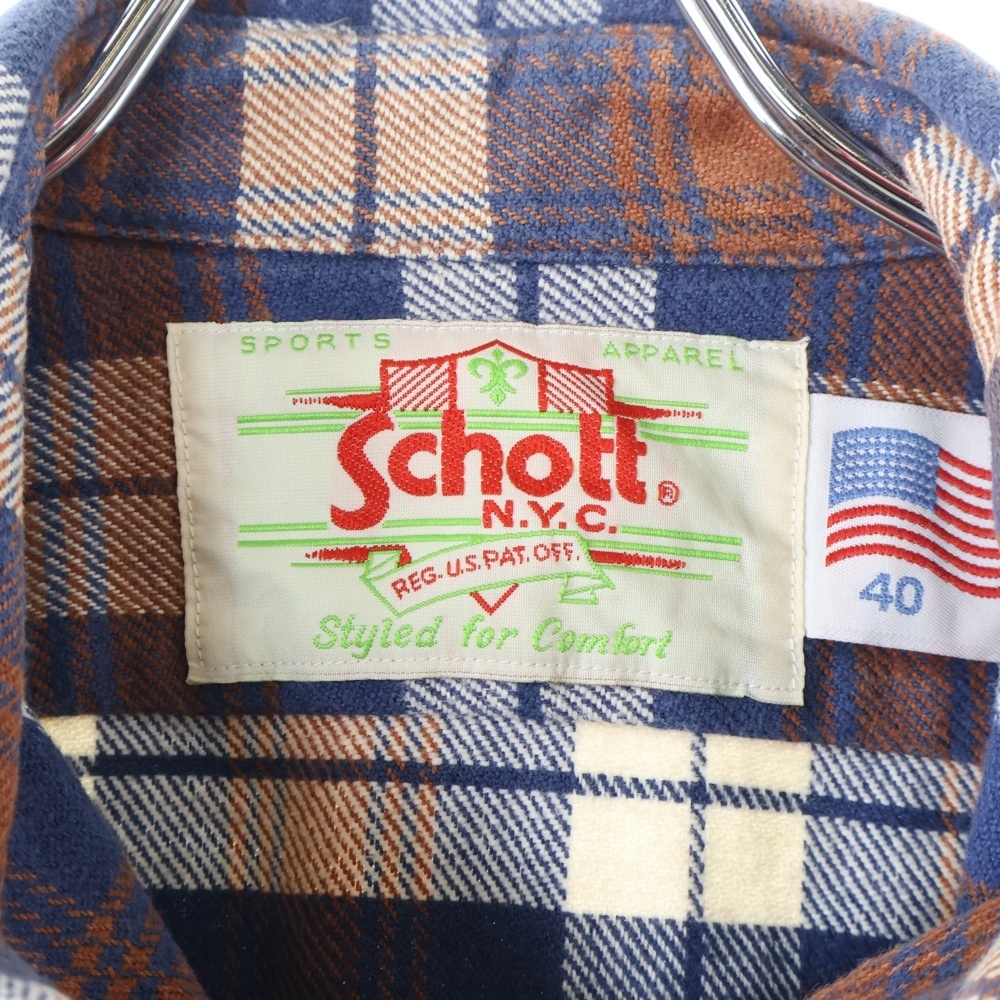 SPORTS APPAREL
Schott®
N.Y.C.
REG. U.S. PAT. OFF.
Styled for Comfort
40